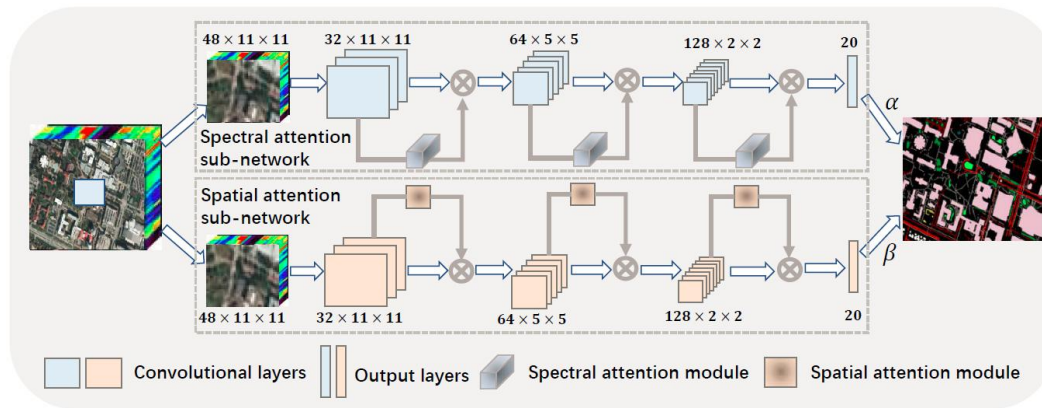 48 × 11 × 11
32 × 11 × 11
64 × 5 × 5
128 × 2 × 2
20
Spectral attention
sub-network
α
Spatial attention
sub-network
β
48 × 11 × 11
32 × 11 × 11
64 × 5 × 5
128 × 2 × 2
20
Convolutional layers
Output layers
Spectral attention module
Spatial attention module